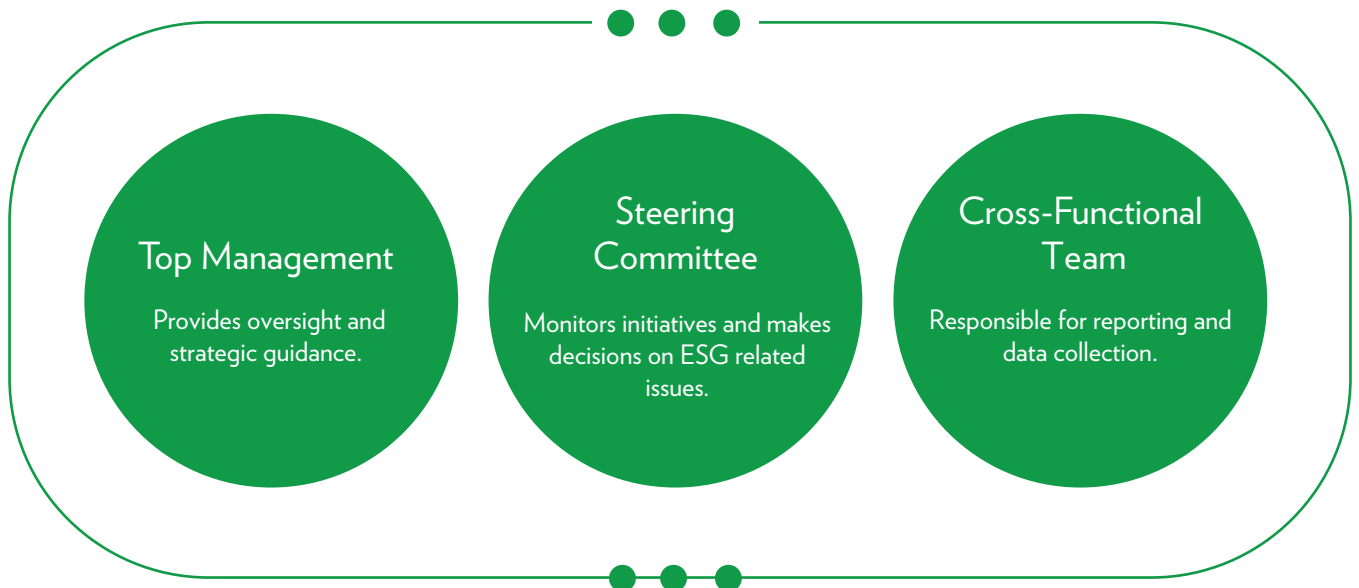 Top Management
Provides oversight and
strategic guidance.
Steering
Committee
Monitors initiatives and makes
decisions on ESG related
issues.
Cross-Functional
Team
Responsible for reporting and
data collection.